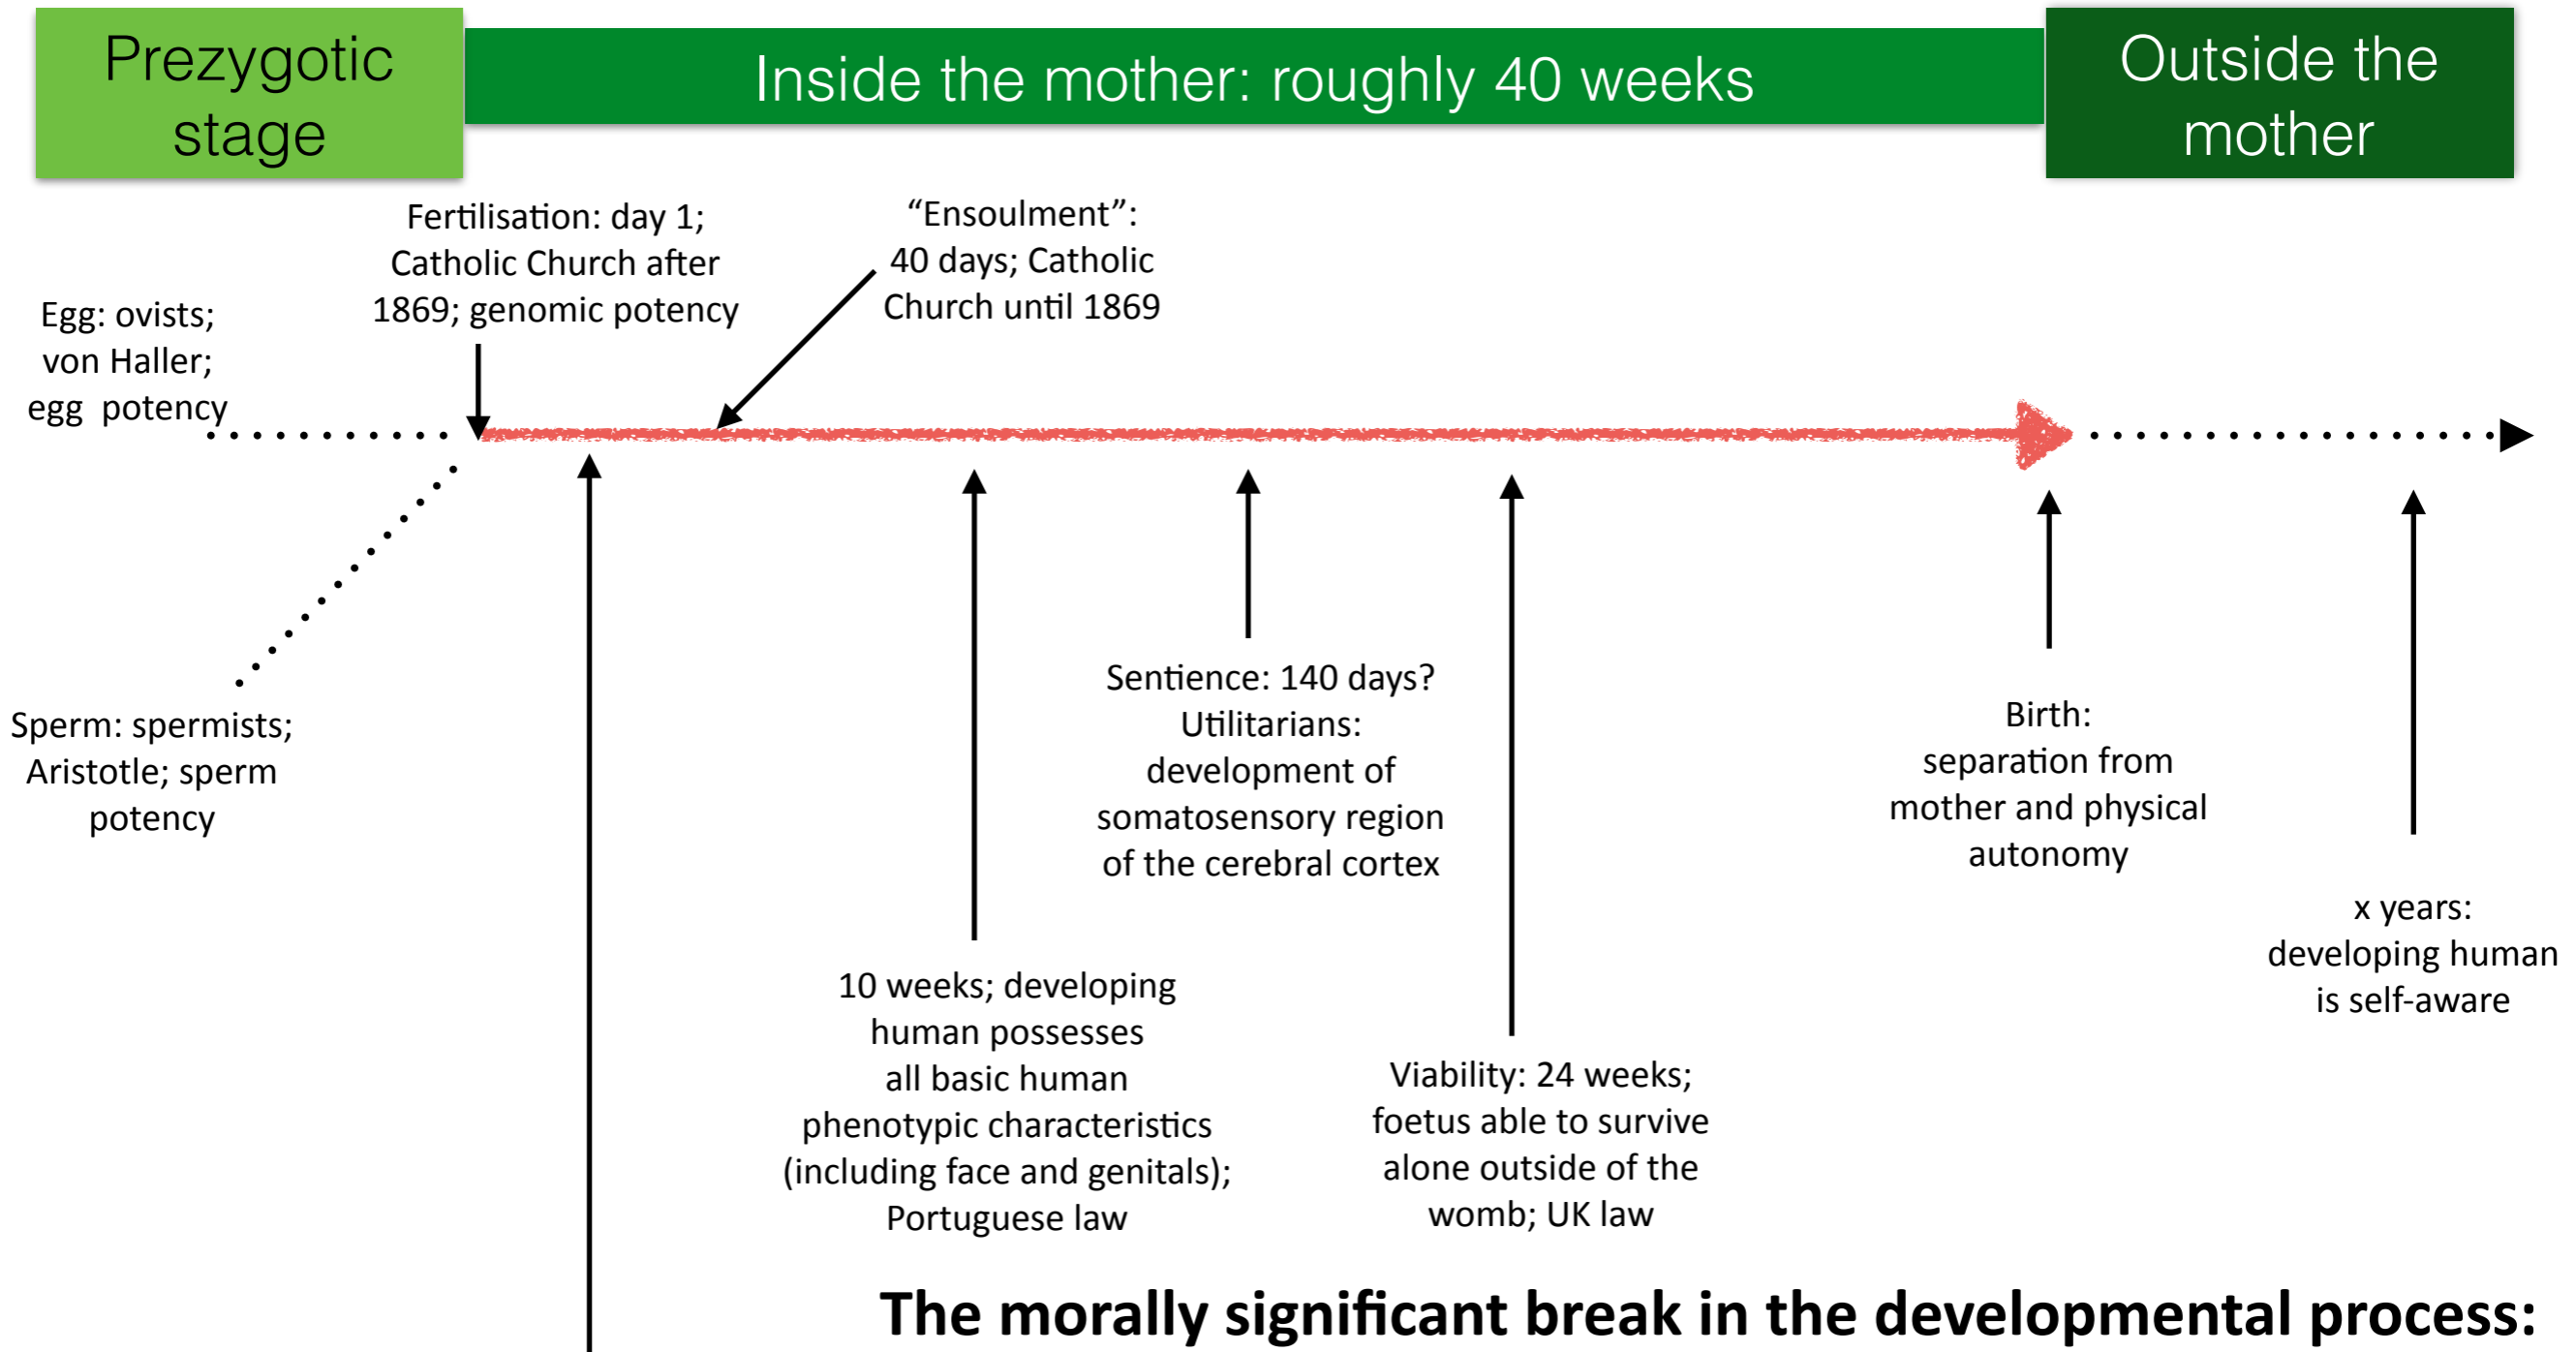 Prezygotic
stage
Inside the mother: roughly 40 weeks
Outside the
mother
Fertilisation: day 1;
Catholic Church after
1869; genomic potency
“Ensoulment”:
40 days; Catholic
Church until 1869
Egg: ovists;
von Haller;
egg potency
Sperm: spermists;
Aristotle; sperm
potency
10 weeks; developing
human possesses
all basic human
phenotypic characteristics
(including face and genitals);
Portuguese law
Sentience: 140 days?
Utilitarians:
development of
somatosensory region
of the cerebral cortex
Viability: 24 weeks;
foetus able to survive
alone outside of the
womb; UK law
Birth:
separation from
mother and physical
autonomy
x years:
developing human
is self-aware
The morally significant break in the developmental process: